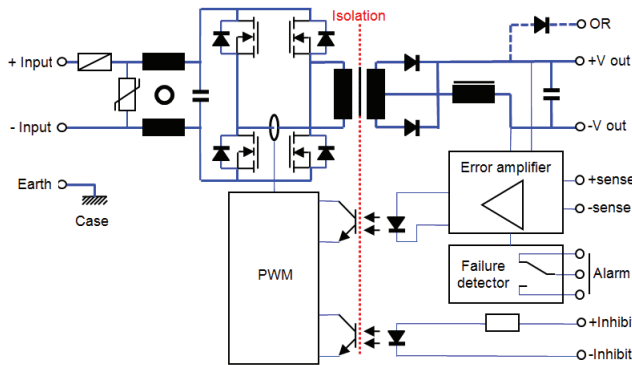 Isolation
OR
+ Input
+V out
- Input
-V out
Error amplifier
+sense
-sense
Earth
Case
PWM
Failure
detector
Alarm
+Inhibit
-Inhibit